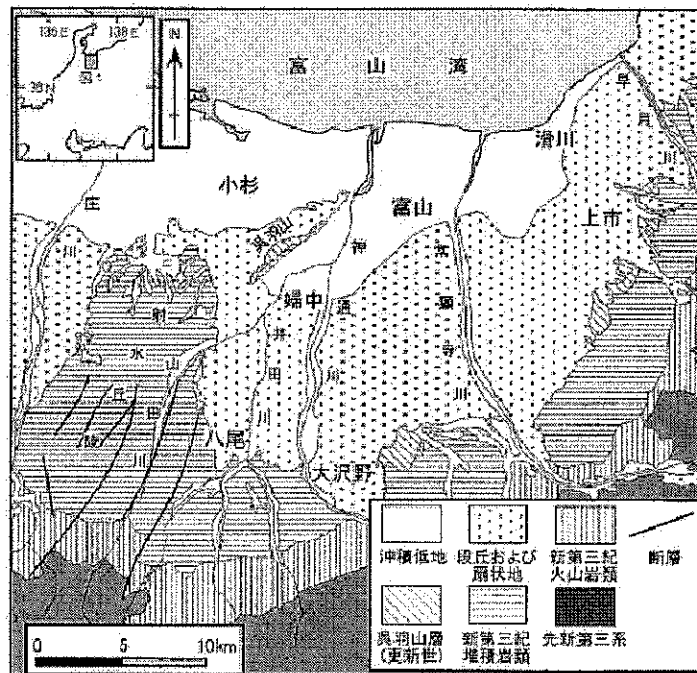 136 E 138 E
N
36N
富山湾
早月川
滑川
小杉
庄川
富山
上市
呉羽山
神通川
常願寺川
婦中
井田川
射水丘陵
山田川
八尾
大沢野
沖積低地
段丘および
扇状地
新第三紀
火山岩類
断層
呉羽山層
(更新世)
新第三紀
堆積岩類
先新第三系
0 5 10km